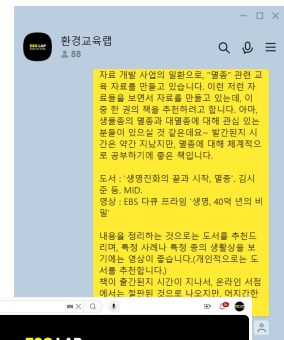 환경교육랩
88
자료 개발 사업의 일환으로, "멸종" 관련 교
육 자료를 만들고 있습니다. 이런 저런 자
료들을 보면서 자료를 만들고 있는데, 이
중 한 권의 책을 추천하려고 합니다. 아마,
생물종의 멸종과 대멸종에 대해 관심 있는
분들이 있으실 것 같은데요~ 발간된지 시
간은 약간 지났지만, 멸종에 대해 체계적으
로 공부하기에 좋은 책입니다.
도서 : '생명진화의 끝과 시작, 멸종'. 김시
준 등. MID.
영상 : EBS 다큐 프라임 '생명, 40억 년의 비
밀'
내용을 정리하는 것으로는 도서를 추천드
리며, 특정 사례나 특정 종의 생활상을 보
기에는 영상이 좋습니다.(개인적으로는 도
서를 추천합니다.)
책이 출간된지 시간이 지나서, 온라인 서점
에서는 절판된 것으로 나오지만, 어지간한